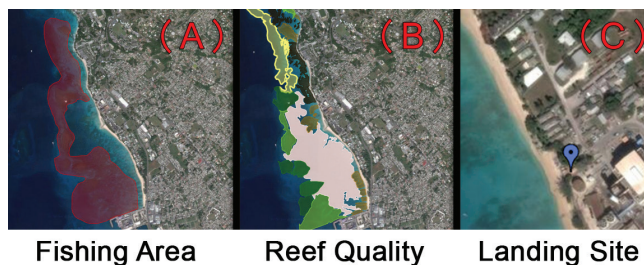 (A)
(B)
(C)
Fishing Area
Reef Quality
Landing Site